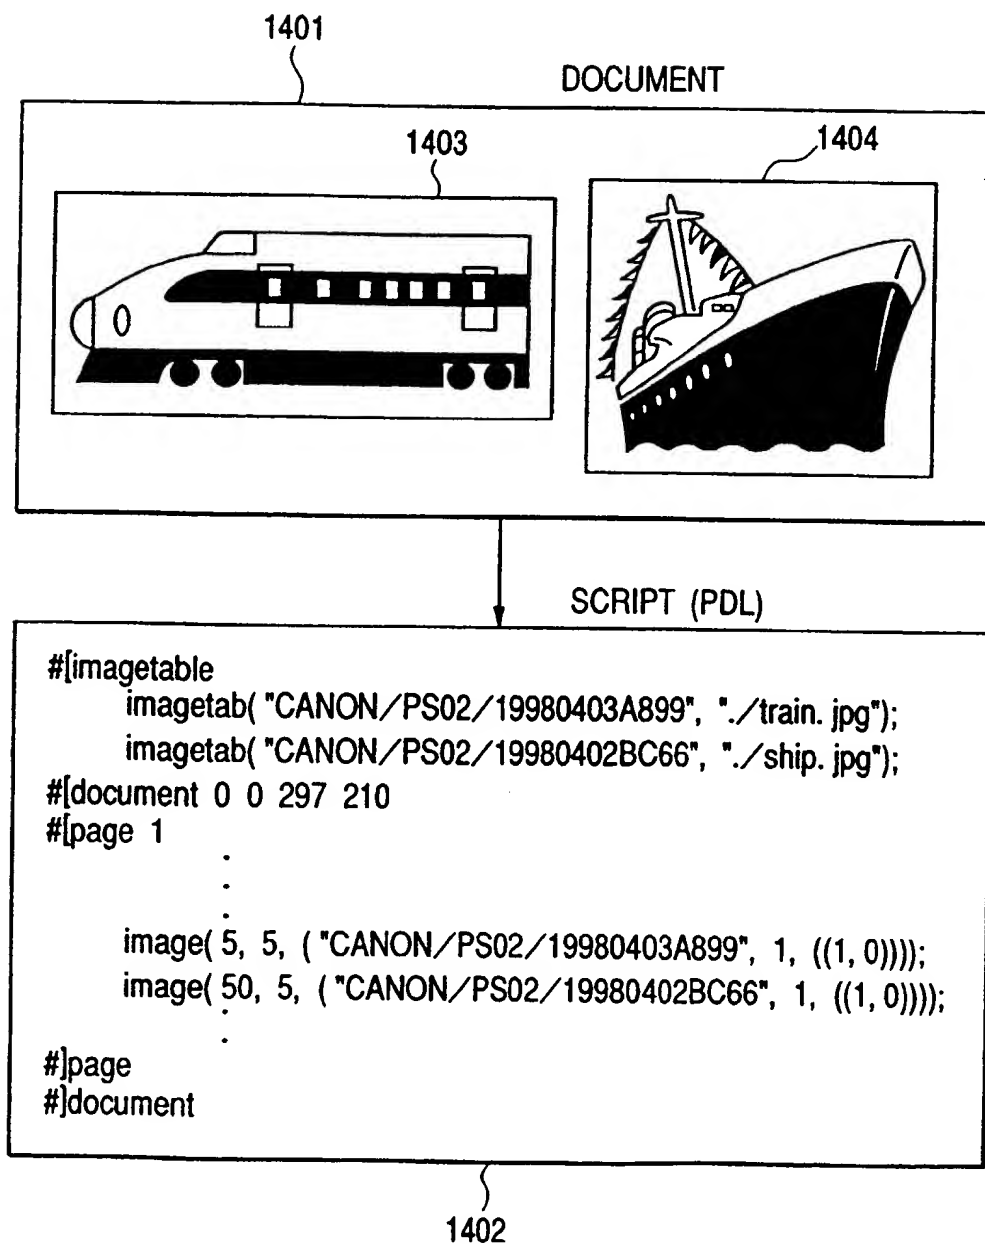 1401
DOCUMENT
1403
1404
SCRIPT (PDL)
#[imagetable
imagetab( "CANON/PS02/19980403A899", "./train. jpg");
imagetab( "CANON/PS02/19980402BC66", "./ship. jpg");
#[document 0 0 297 210
#[page 1
.
.
.
image( 5, 5, ( "CANON/PS02/19980403A899", 1, ((1, 0))));
image( 50, 5, ( "CANON/PS02/19980402BC66", 1, ((1, 0))));
.
.
#]page
#]document
1402